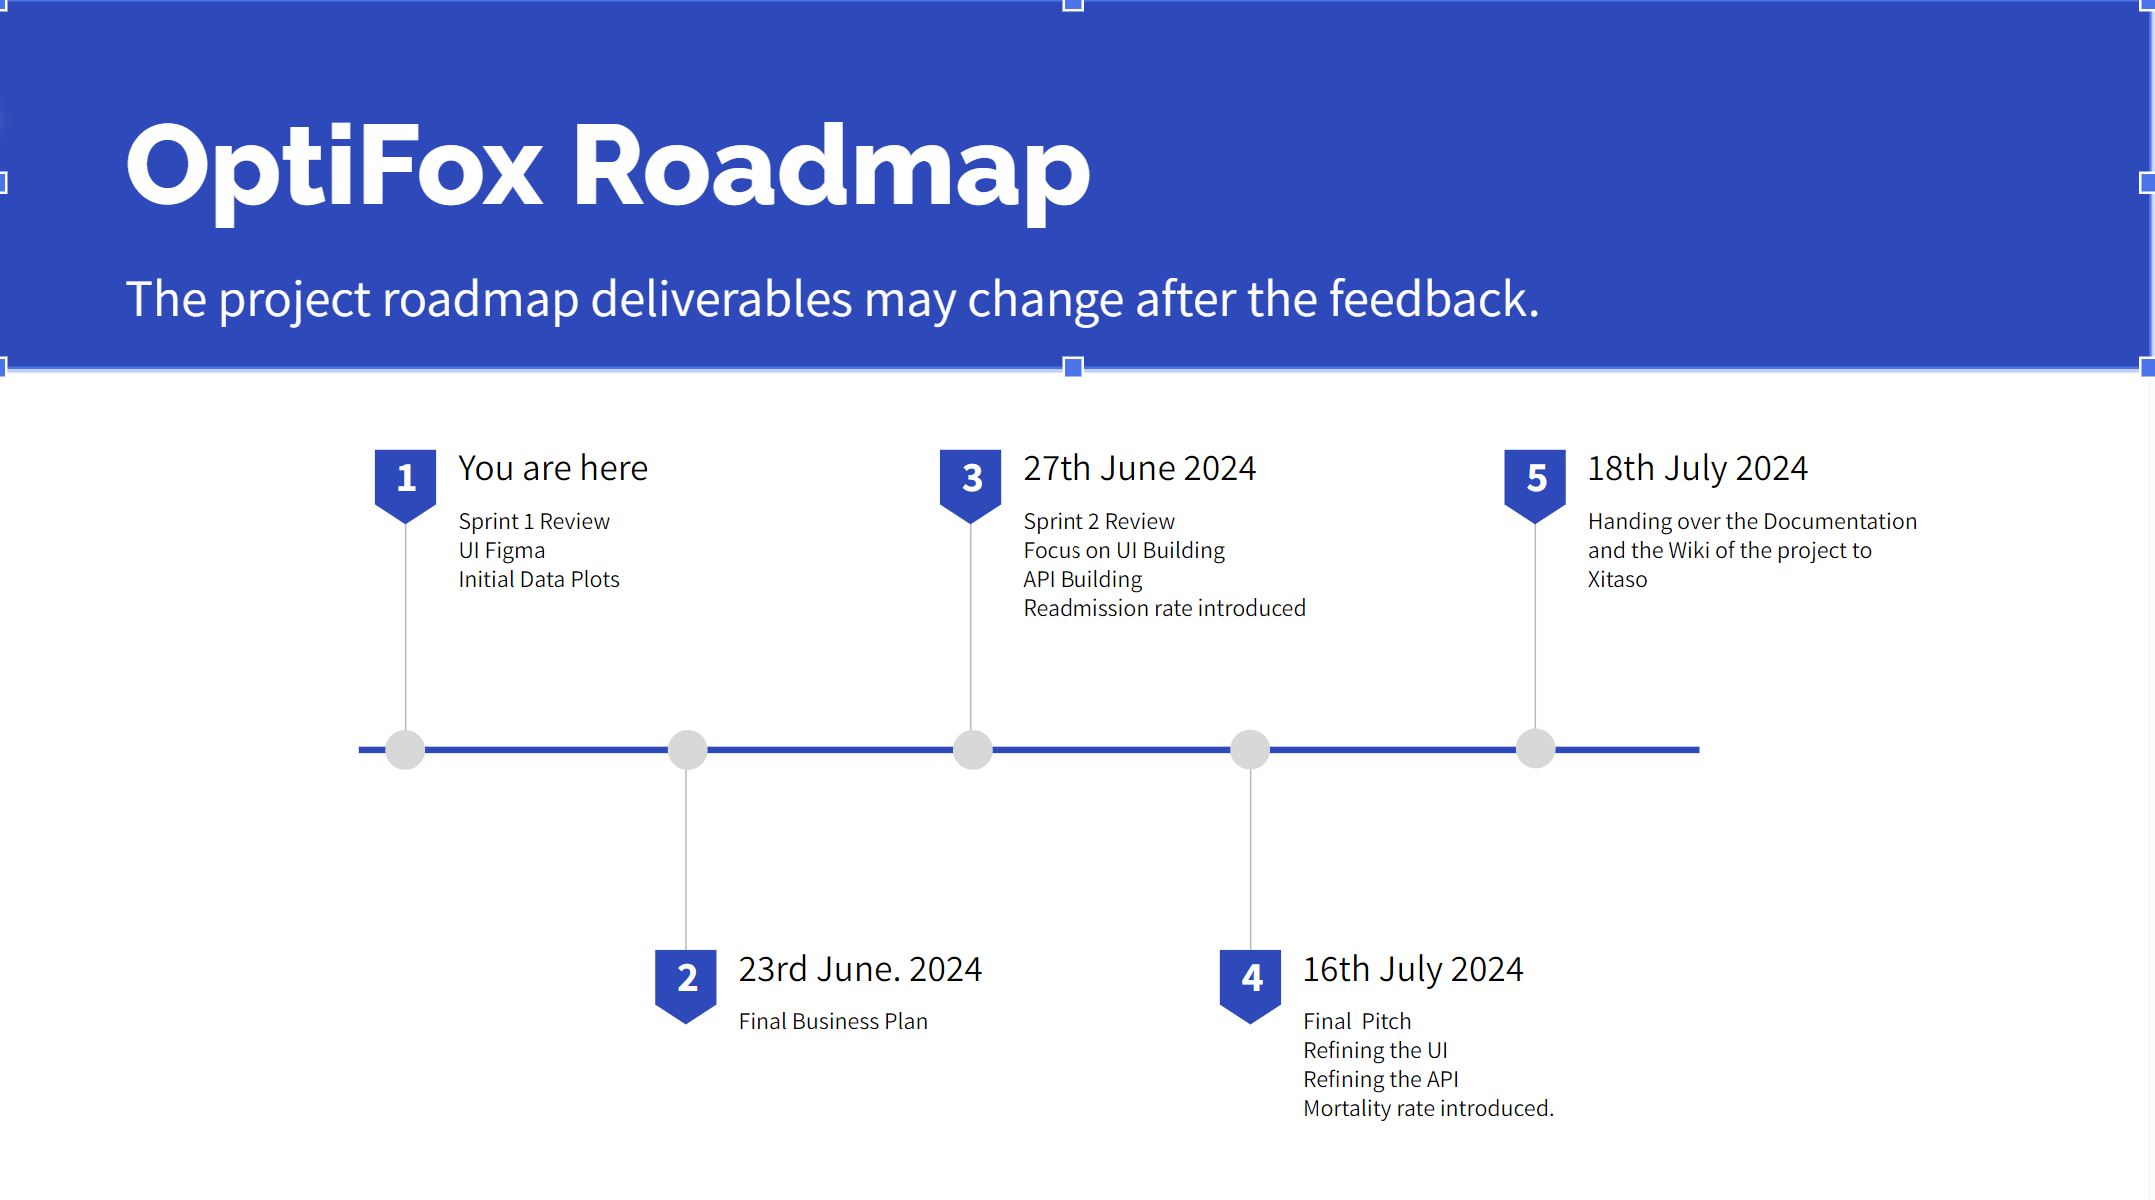 OptiFox Roadmap
The project roadmap deliverables may change after the feedback.
1
You are here
Sprint 1 Review
UI Figma
Initial Data Plots
3
27th June 2024
Sprint 2 Review
Focus on UI Building
API Building
Readmission rate introduced
5
18th July 2024
Handing over the Documentation
and the Wiki of the project to
Xitaso
2
23rd June. 2024
Final Business Plan
4
16th July 2024
Final  Pitch
Refining the UI
Refining the API
Mortality rate introduced.